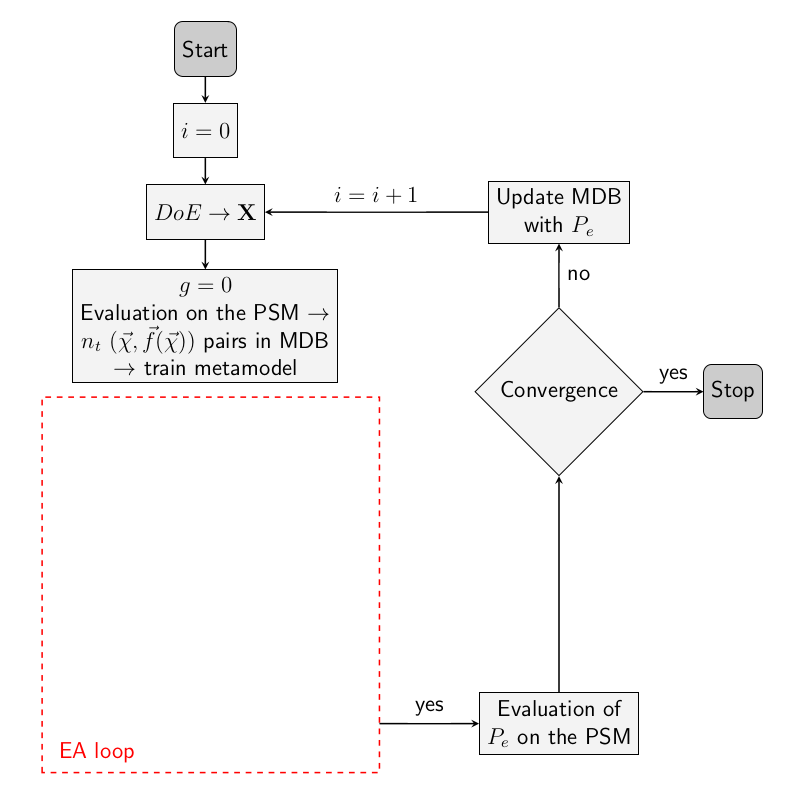 Start
i = 0
DoE → X
i = i + 1
Update MDB
with P_e
g = 0
Evaluation on the PSM →
n_t (χ⃗, f⃗(χ⃗)) pairs in MDB
→ train metamodel
no
Convergence
yes
Stop
yes
Evaluation of
P_e on the PSM
EA loop